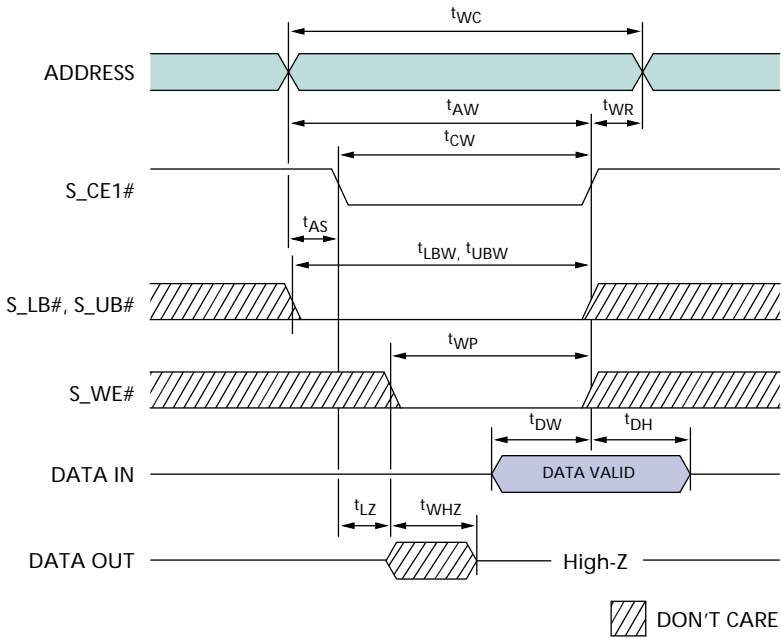 tWC
ADDRESS
tAW
tWR
tCW
S_CE1#
tAS
tLBW, tUBW
S_LB#, S_UB#
tWP
S_WE#
tDW
tDH
DATA IN
DATA VALID
tLZ
tWHZ
DATA OUT
High-Z
DON'T CARE